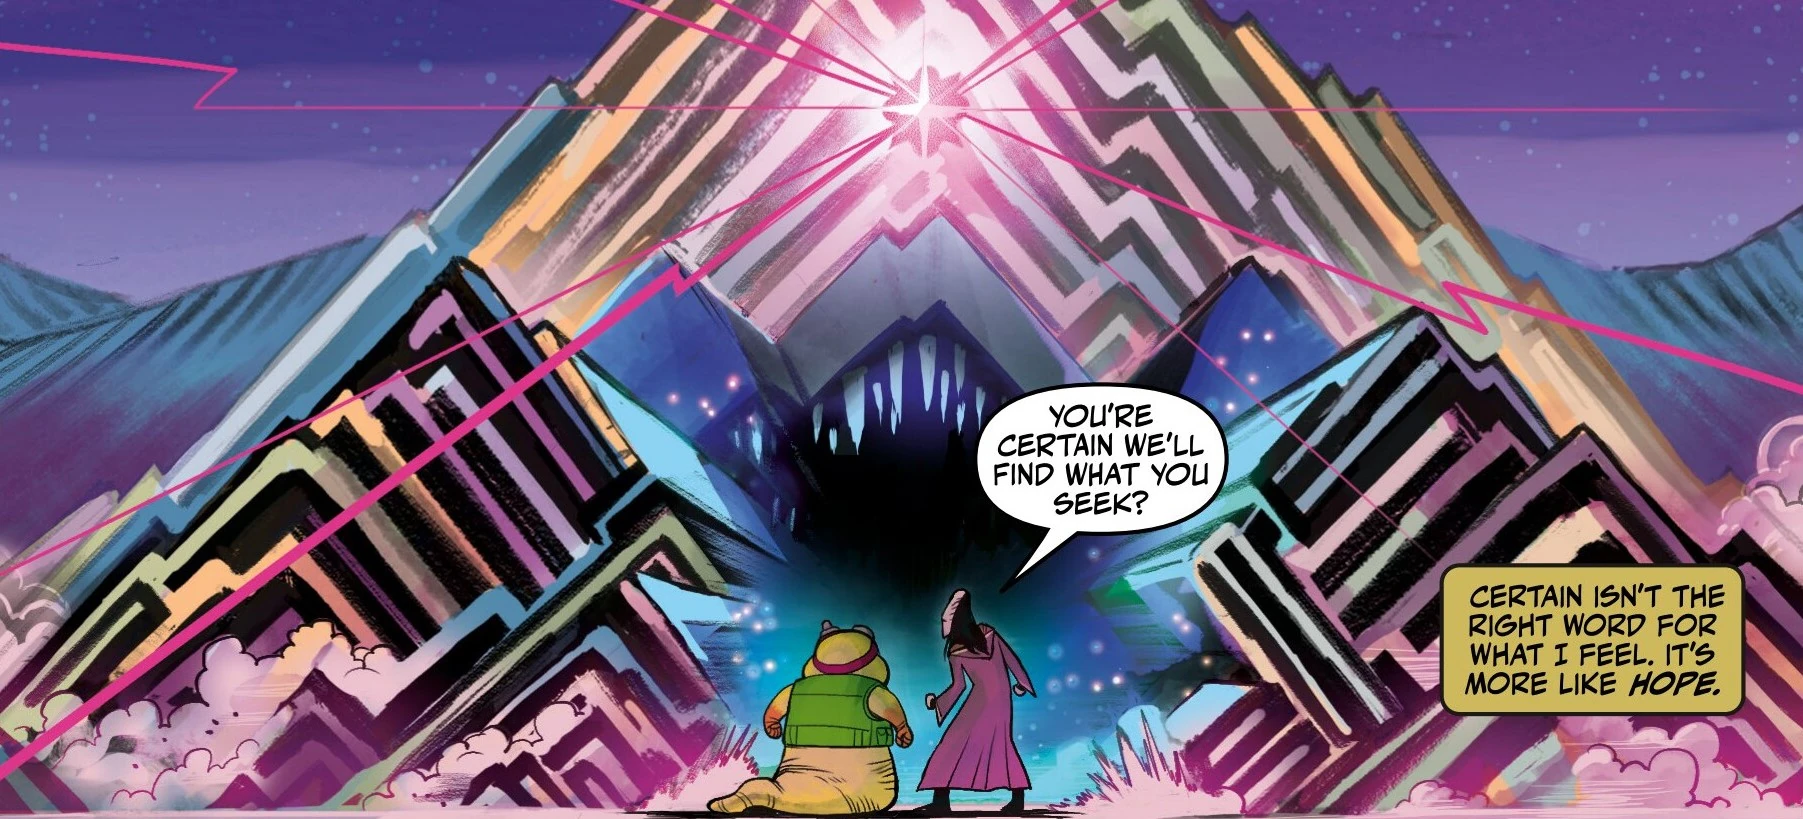 YOU'RE
CERTAIN WE'LL
FIND WHAT YOU
SEEK?
CERTAIN ISN'T THE
RIGHT WORD FOR
WHAT I FEEL. IT'S
MORE LIKE HOPE.